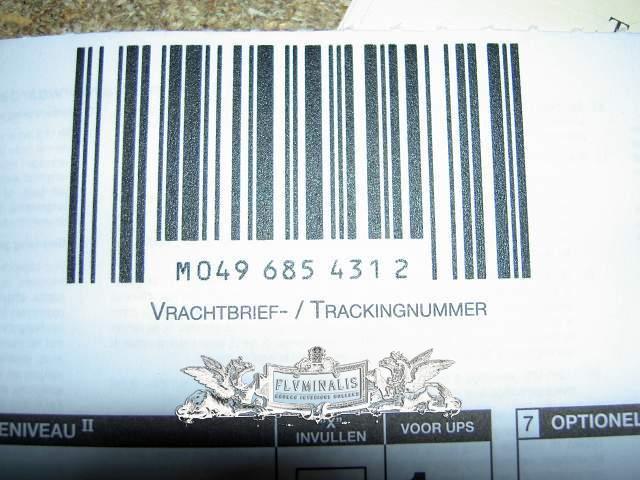 T
M049 685 431 2
VRACHTBRIEF- / TRACKINGNUMMER
FLVMINALIS
ENIVEAU II
"X"
INVULLEN
VOOR UPS
7 OPTIONEL